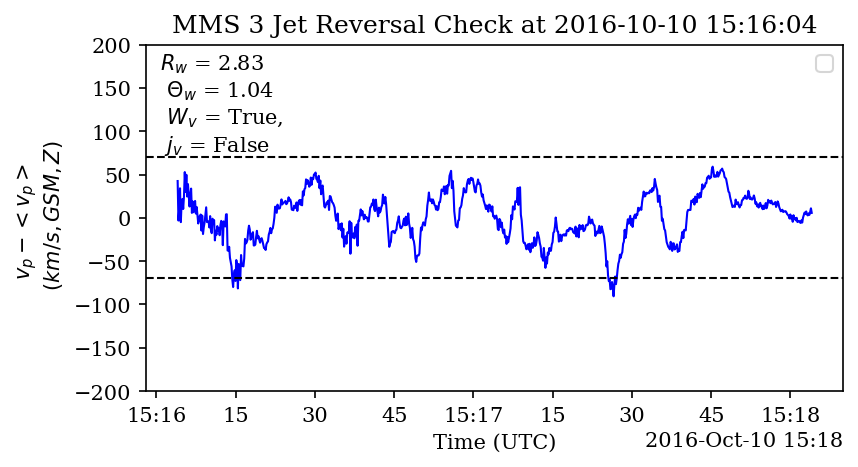 MMS 3 Jet Reversal Check at 2016-10-10 15:16:04
R_w = 2.83
Θ_w = 1.04
W_v = True,
j_v = False
v_p − < v_p >
(km/s, GSM, Z)
200
150
100
50
0
−50
−100
−150
−200
15:16 15 30 45 15:17 15 30 45 15:18
Time (UTC) 2016-Oct-10 15:18